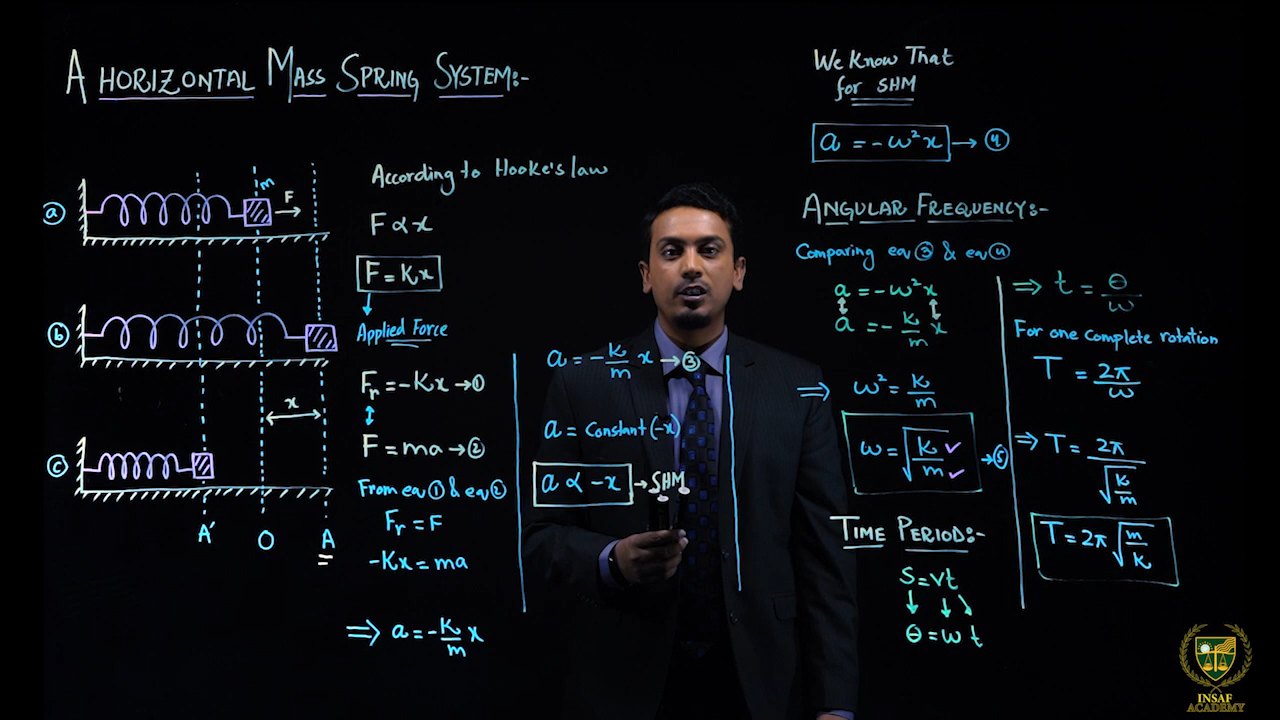 A HORIZONTAL MASS SPRING SYSTEM:-
a
m
F
b
x
c
A' O A
According to Hooke's law
F ∝ x
F = Kx
Applied Force
Fr = -Kx → 1
F = ma → 2
From eq 1 & eq 2
Fr = F
-Kx = ma
⇒ a = -K/m x
a = -K/m x → 3
a = Constant (-x)
a ∝ -x → SHM
We Know That
for SHM
a = -ω²x → 4
ANGULAR FREQUENCY:-
Comparing eq 3 & eq 4
a = -ω²x
a = -K/m x
⇒ ω² = K/m
ω = √K/m → 5
TIME PERIOD:-
S = vt
θ = ωt
⇒ t = θ/ω
For one complete rotation
T = 2π/ω
⇒ T = 2π/√K/m
T = 2π√m/K
INSAF
ACADEMY